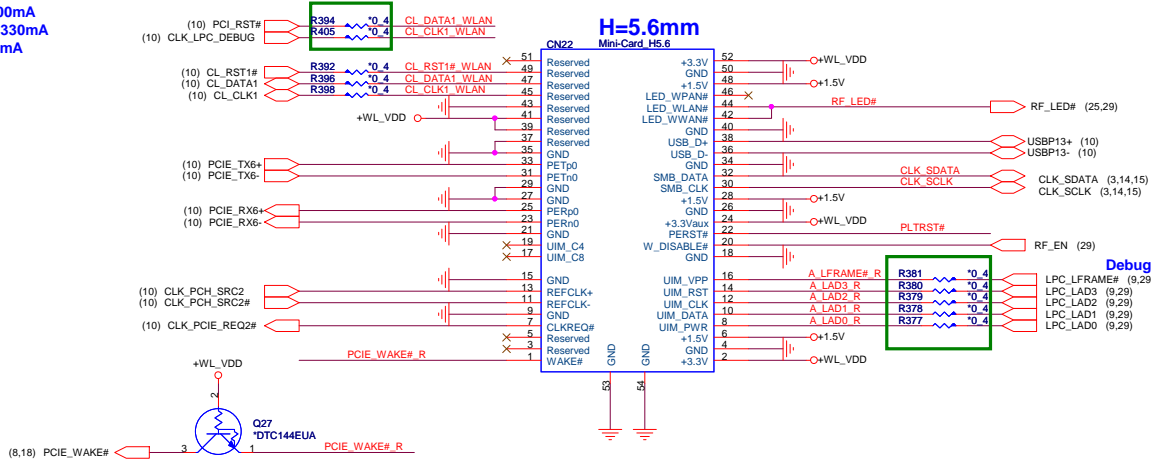 00mA
330mA
mA
(10) PCI_RST# R394 *0_4 CL_DATA1_WLAN
(10) CLK_LPC_DEBUG R405 *0_4 CL_CLK1_WLAN
H=5.6mm
CN22 Mini-Card_H5.6
(10) CL_RST1# R392 *0_4 CL_RST1#_WLAN
(10) CL_DATA1 R396 *0_4 CL_DATA1_WLAN
(10) CL_CLK1 R398 *0_4 CL_CLK1_WLAN
+WL_VDD
(10) PCIE_TX6+
(10) PCIE_TX6-
(10) PCIE_RX6+
(10) PCIE_RX6-
(10) CLK_PCH_SRC2
(10) CLK_PCH_SRC2#
(10) CLK_PCIE_REQ2#
PCIE_WAKE#_R
51 Reserved
49 Reserved
47 Reserved
45 Reserved
43 Reserved
41 Reserved
39 Reserved
37 Reserved
35 GND
33 PETp0
31 PETn0
29 GND
27 GND
25 PERp0
23 PERn0
21 GND
19 UIM_C4
17 UIM_C8
15 GND
13 REFCLK+
11 REFCLK-
9 GND
7 CLKREQ#
5 Reserved
3 Reserved
1 WAKE#
GND 53
GND 54
+3.3V 52 +WL_VDD
GND 50
+1.5V 48 +1.5V
LED_WPAN# 46
LED_WLAN# 44 RF_LED# RF_LED# (25,29)
LED_WWAN# 42
GND 40
USB_D+ 38 USBP13+ (10)
USB_D- 36 USBP13- (10)
GND 34
SMB_DATA 32 CLK_SDATA CLK_SDATA (3,14,15)
SMB_CLK 30 CLK_SCLK CLK_SCLK (3,14,15)
+1.5V 28 +1.5V
GND 26
+3.3Vaux 24 +WL_VDD
PERST# 22 PLTRST#
W_DISABLE# 20 RF_EN (29)
GND 18
Debug
UIM_VPP 16 A_LFRAME#_R R381 *0_4 LPC_LFRAME# (9,29
UIM_RST 14 A_LAD3_R R380 *0_4 LPC_LAD3 (9,29)
UIM_CLK 12 A_LAD2_R R379 *0_4 LPC_LAD2 (9,29)
UIM_DATA 10 A_LAD1_R R378 *0_4 LPC_LAD1 (9,29)
UIM_PWR 8 A_LAD0_R R377 *0_4 LPC_LAD0 (9,29)
+1.5V 6 +1.5V
GND 4
+3.3V 2 +WL_VDD
+WL_VDD
2
Q27
*DTC144EUA
(8,18) PCIE_WAKE# 3 1 PCIE_WAKE#_R